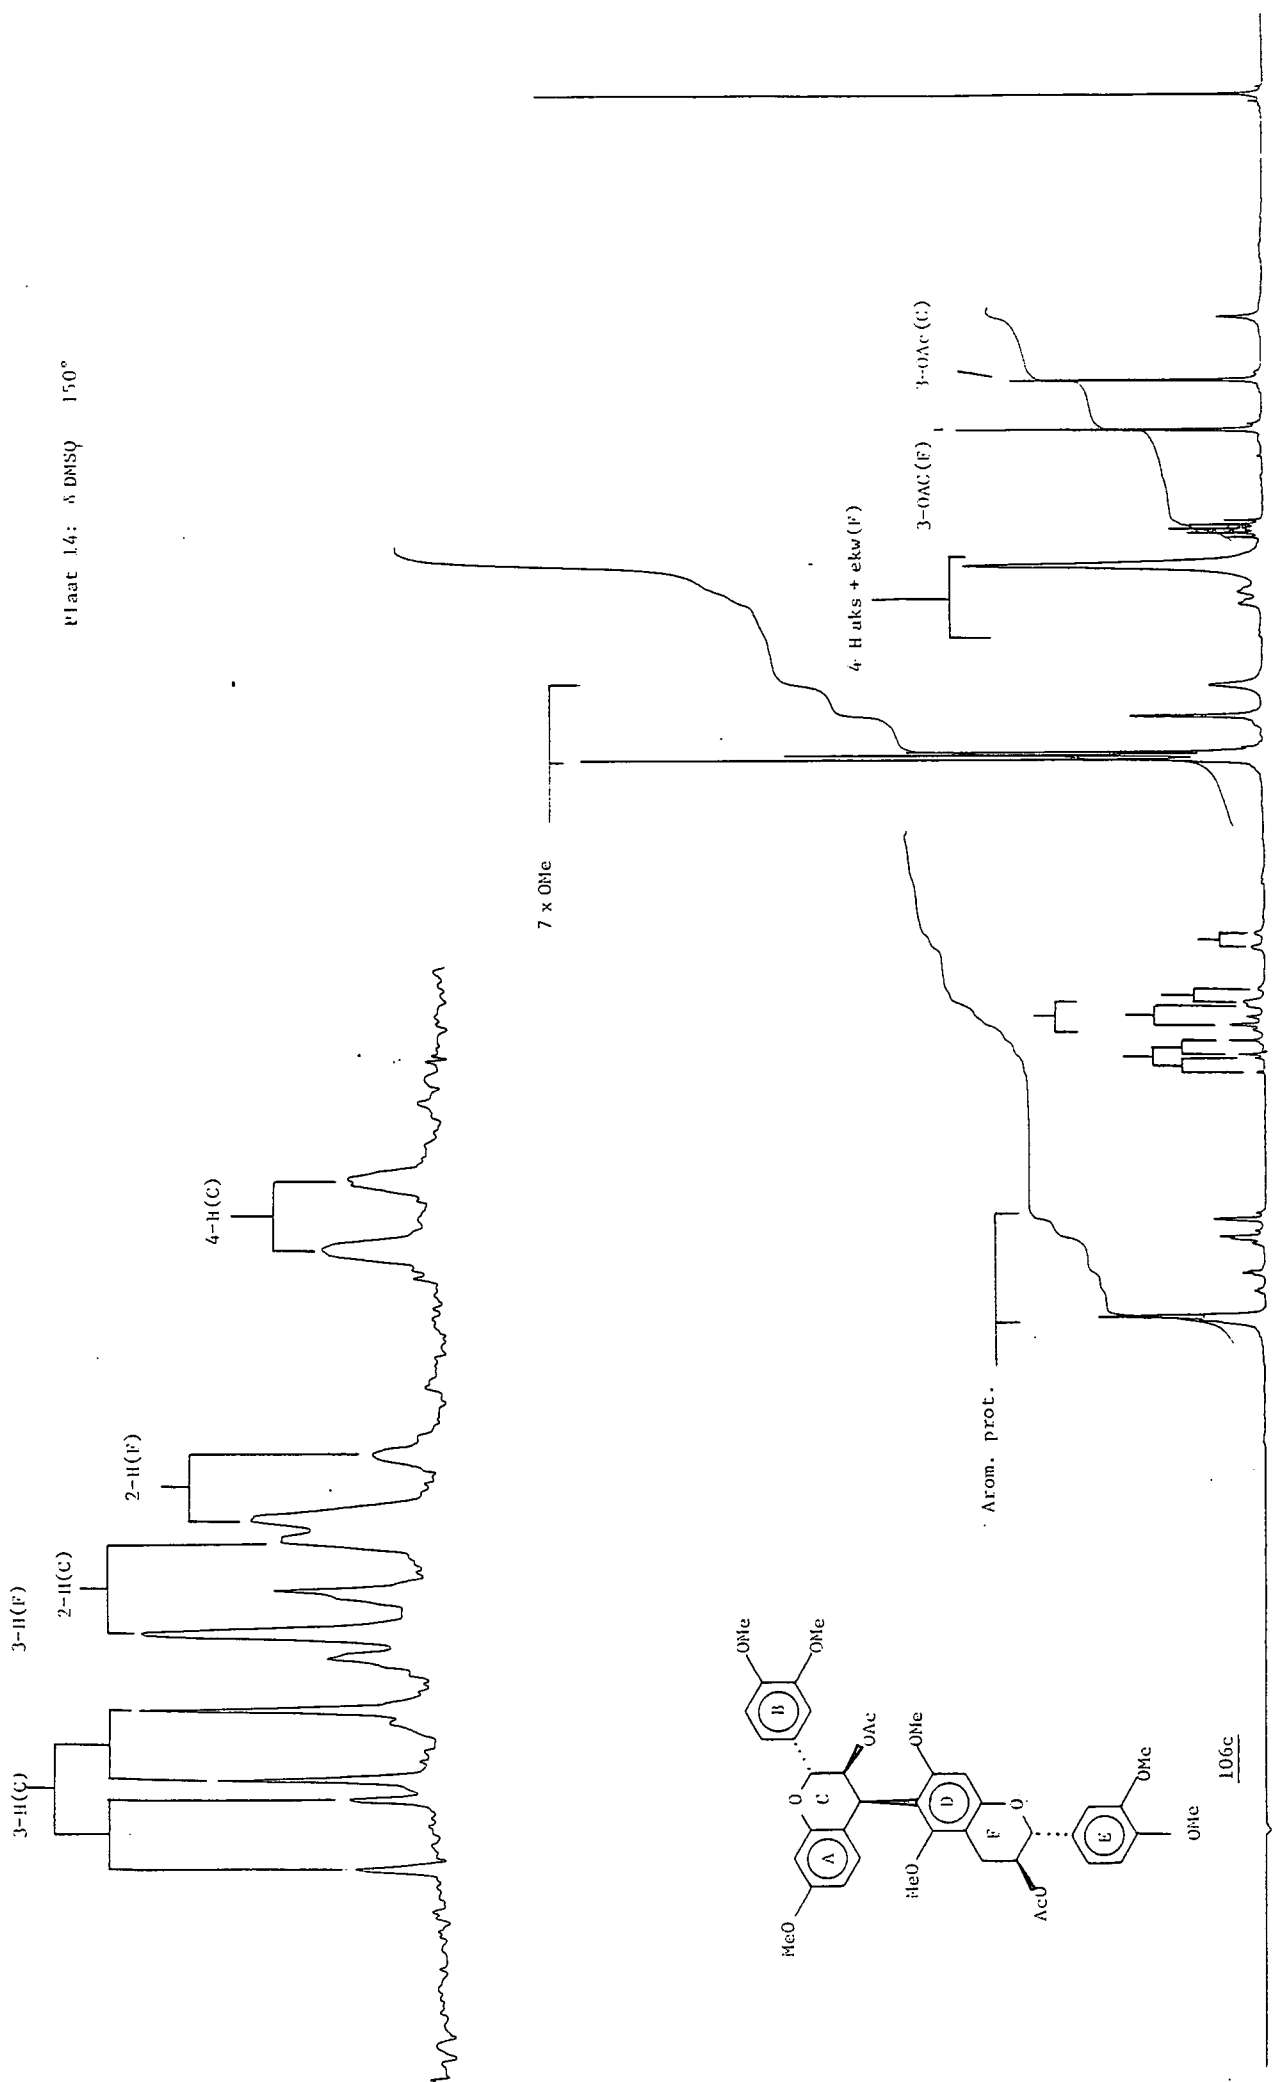 Plaat 14: δ DMSO 150°
3-H(C)
3-H(F)
2-H(C)
2-H(F)
4-H(C)
7 x OMe
4 H aks + ekw(F)
3-OAC(F)
3-OAc(C)
Arom. prot.
OMe
OMe
B
O
C
OAc
A
MeO
OMe
D
MeO
O
F
AcO
E
OMe
OMe
106c